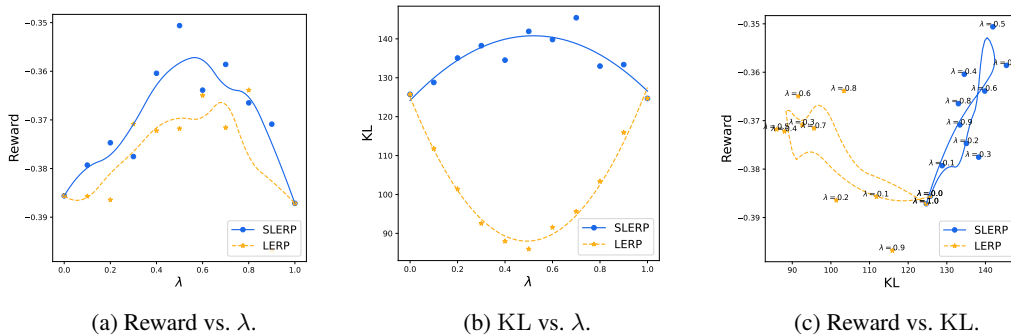 −0.35
−0.36
−0.37
−0.38
−0.39
Reward
0.0 0.2 0.4 0.6 0.8 1.0
λ
SLERP
LERP
(a) Reward vs. λ.
140
130
120
110
100
90
KL
0.0 0.2 0.4 0.6 0.8 1.0
λ
SLERP
LERP
(b) KL vs. λ.
−0.35
−0.36
−0.37
−0.38
−0.39
Reward
λ=0.5
λ=0.4
λ=0.8
λ=0.6
λ=0.6
λ=0.8
λ=0.3
λ=0.7
λ=0.4
λ=0.9
λ=0.2
λ=0.3
λ=0.1
λ=0.2
λ=0.1
λ=0.0
λ=1.0
λ=0.9
90 100 110 120 130 140
KL
SLERP
LERP
(c) Reward vs. KL.